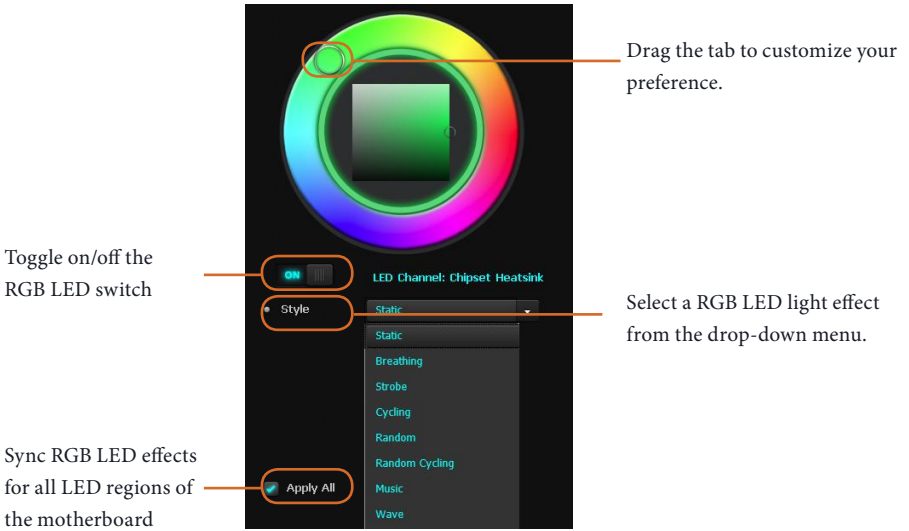 Drag the tab to customize your
preference.
Toggle on/off the
RGB LED switch
ON
LED Channel: Chipset Heatsink
Style
Static
Select a RGB LED light effect
from the drop-down menu.
Static
Breathing
Strobe
Cycling
Random
Random Cycling
Music
Wave
Sync RGB LED effects
for all LED regions of
the motherboard
Apply All